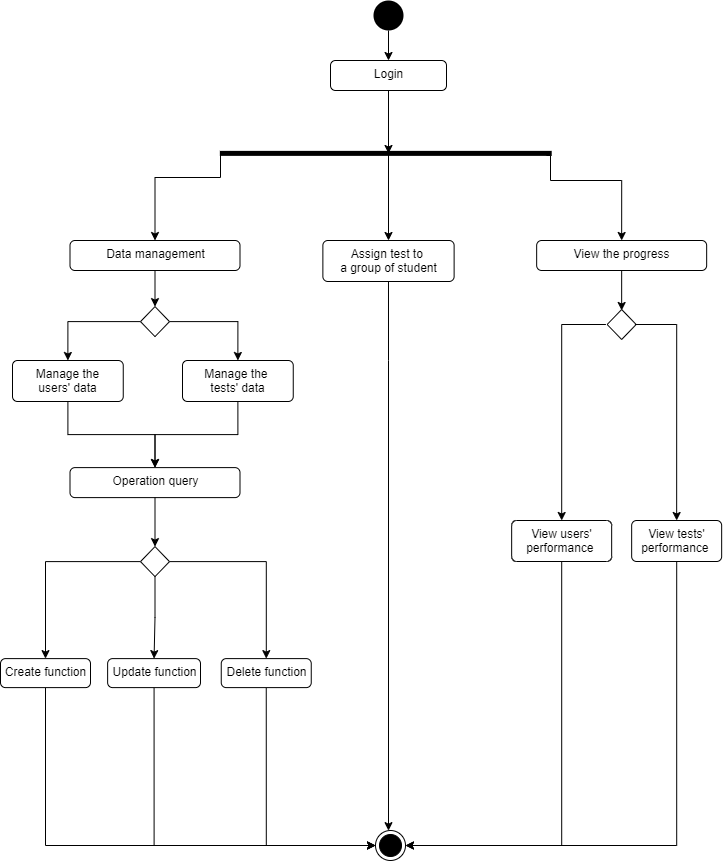 Login
Data management
Assign test to
a group of student
View the progress
Manage the
users' data
Manage the
tests' data
Operation query
View users'
performance
View tests'
performance
Create function
Update function
Delete function